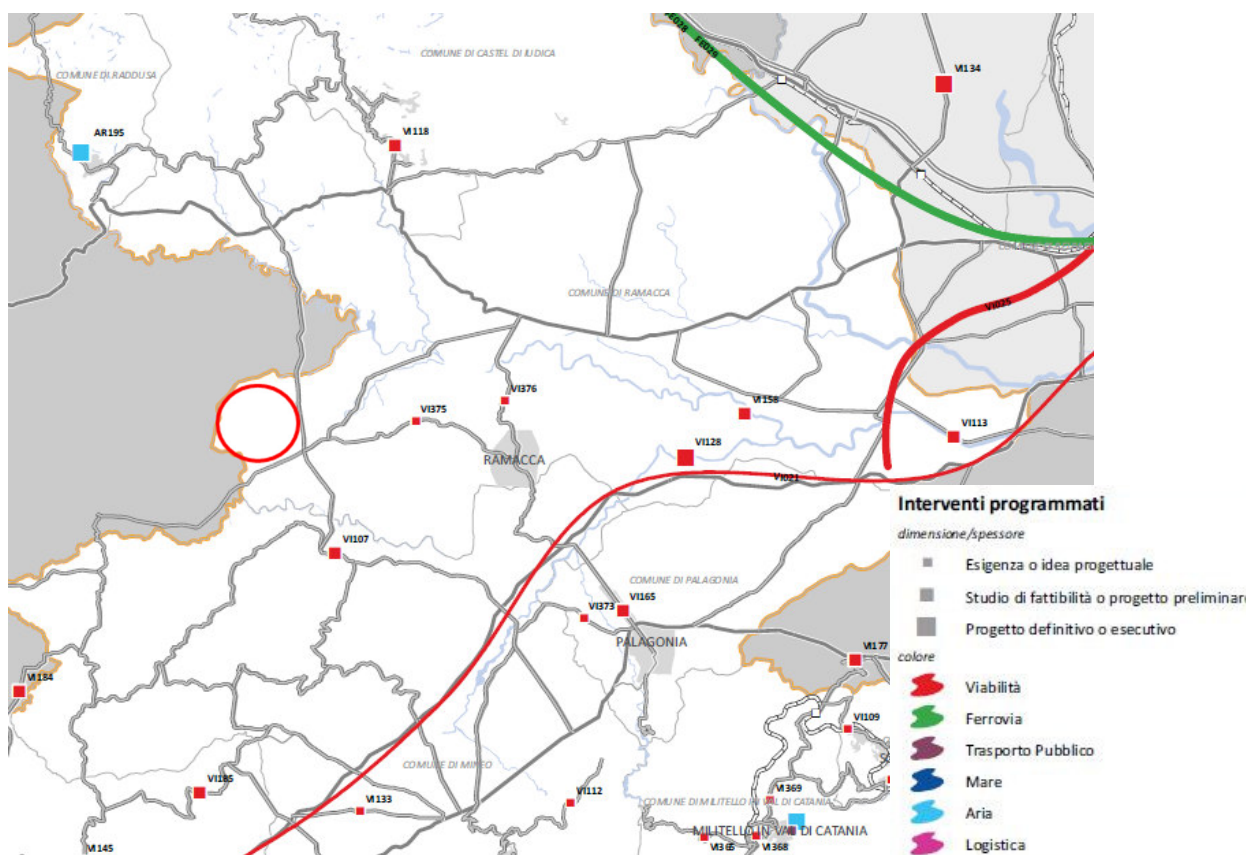 FE028 FE029
COMUNE DI CASTEL DI IUDICA
COMUNE DI RADDUSA
VI134
AR195
VI118
COMUNE DI RAMACCA
VI025
VI376
VI375
VI158
VI113
VI128
RAMACCA
VI021
VI107
COMUNE DI PALAGONIA
VI165
VI373
PALAGONIA
VI177
VI184
VI109
COMUNE DI MINEO
VI185
VI133
VI112
VI369
COMUNE DI MILITELLO IN VAL DI CATANIA
MILITELLO IN VAL DI CATANIA
VI145
VI365
VI368
Interventi programmati
dimensione/spessore
Esigenza o idea progettuale
Studio di fattibilità o progetto preliminare
Progetto definitivo o esecutivo
colore
Viabilità
Ferrovia
Trasporto Pubblico
Mare
Aria
Logistica